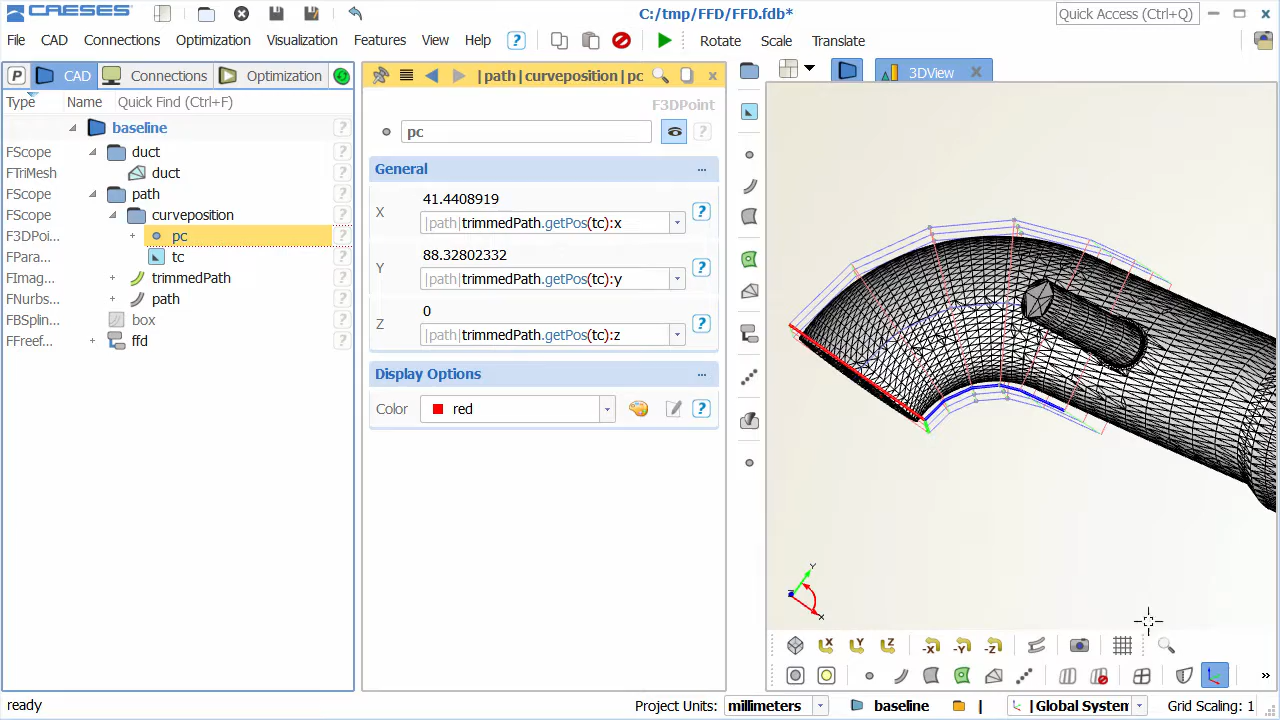 CAESES
C:/tmp/FFD/FFD.fdb*
Quick Access (Ctrl+Q)
File CAD Connections Optimization Visualization Features View Help ? Rotate Scale Translate
P CAD Connections Optimization
|path|curveposition|pc
3DView
Type Name Quick Find (Ctrl+F)
F3DPoint
baseline ?
pc ?
FScope duct ?
FTriMesh duct ?
General ...
FScope path ?
X 41.4408919
|path|trimmedPath.getPos(tc):x ?
FScope curveposition ?
F3DPoi... pc ?
Y 88.32802332
|path|trimmedPath.getPos(tc):y ?
FPara... tc ?
FImag... trimmedPath ?
Z 0
|path|trimmedPath.getPos(tc):z ?
FNurbs... path ?
FBSplin... box ?
FFreef... ffd ?
Display Options ...
Color red ?
Y
Z
X
X Y Z -X -Y -Z
»
ready
Project Units: millimeters baseline | |Global System Grid Scaling: 1